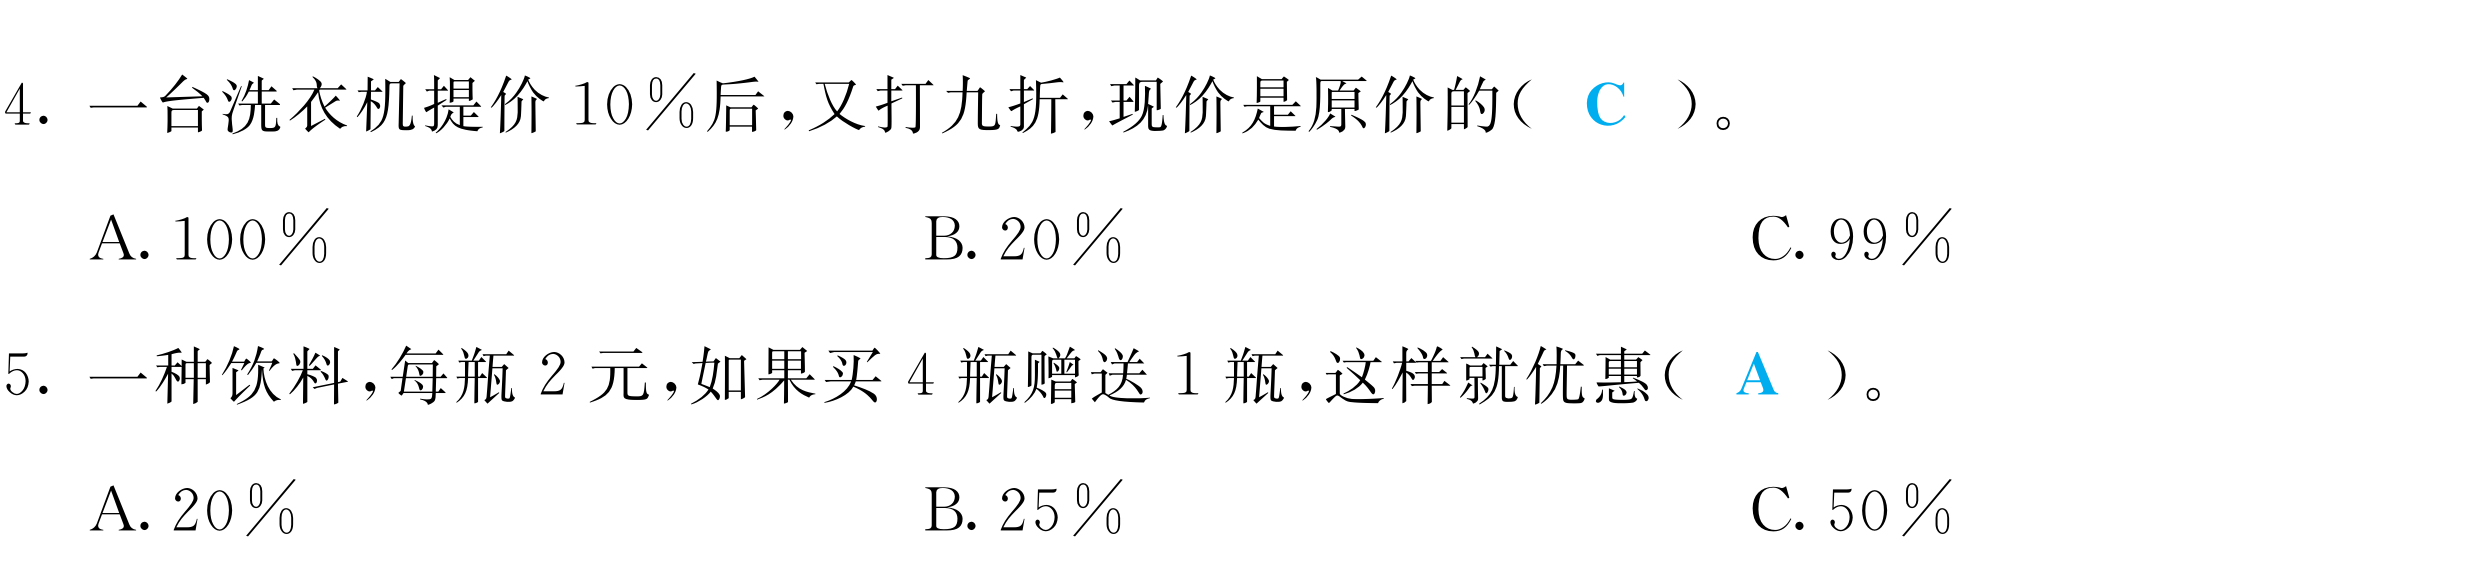 4. 一台洗衣机提价 10%后,又打九折,现价是原价的( C )。
A. 100% B. 20% C. 99%
5. 一种饮料,每瓶 2 元,如果买 4 瓶赠送 1 瓶,这样就优惠( A )。
A. 20% B. 25% C. 50%